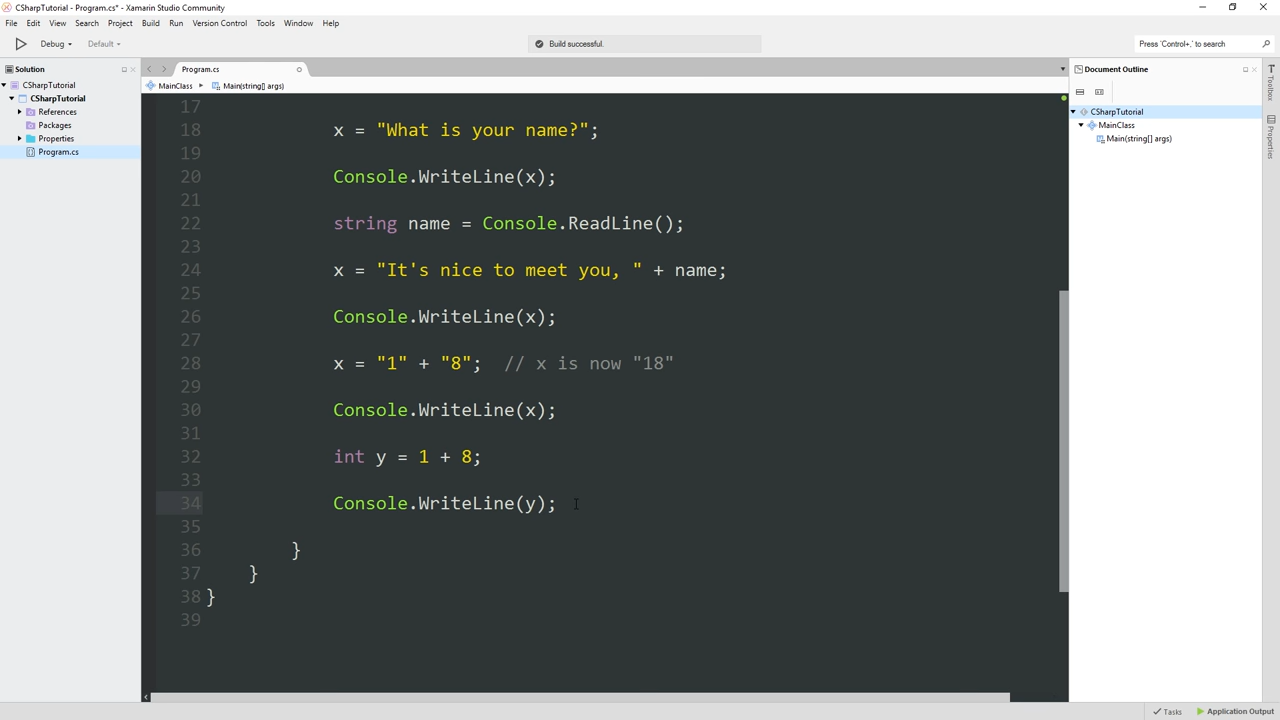 CSharpTutorial - Program.cs* - Xamarin Studio Community
File Edit View Search Project Build Run Version Control Tools Window Help
Debug Default Build successful. Press 'Control+,' to search
Solution
CSharpTutorial
CSharpTutorial
References
Packages
Properties
Program.cs
Program.cs
MainClass Main(string[] args)
17
18 x = "What is your name?";
19
20 Console.WriteLine(x);
21
22 string name = Console.ReadLine();
23
24 x = "It's nice to meet you, " + name;
25
26 Console.WriteLine(x);
27
28 x = "1" + "8";  // x is now "18"
29
30 Console.WriteLine(x);
31
32 int y = 1 + 8;
33
34 Console.WriteLine(y);
35
36 }
37 }
38 }
39
Document Outline
CSharpTutorial
MainClass
Main(string[] args)
Toolbox
Properties
Tasks Application Output